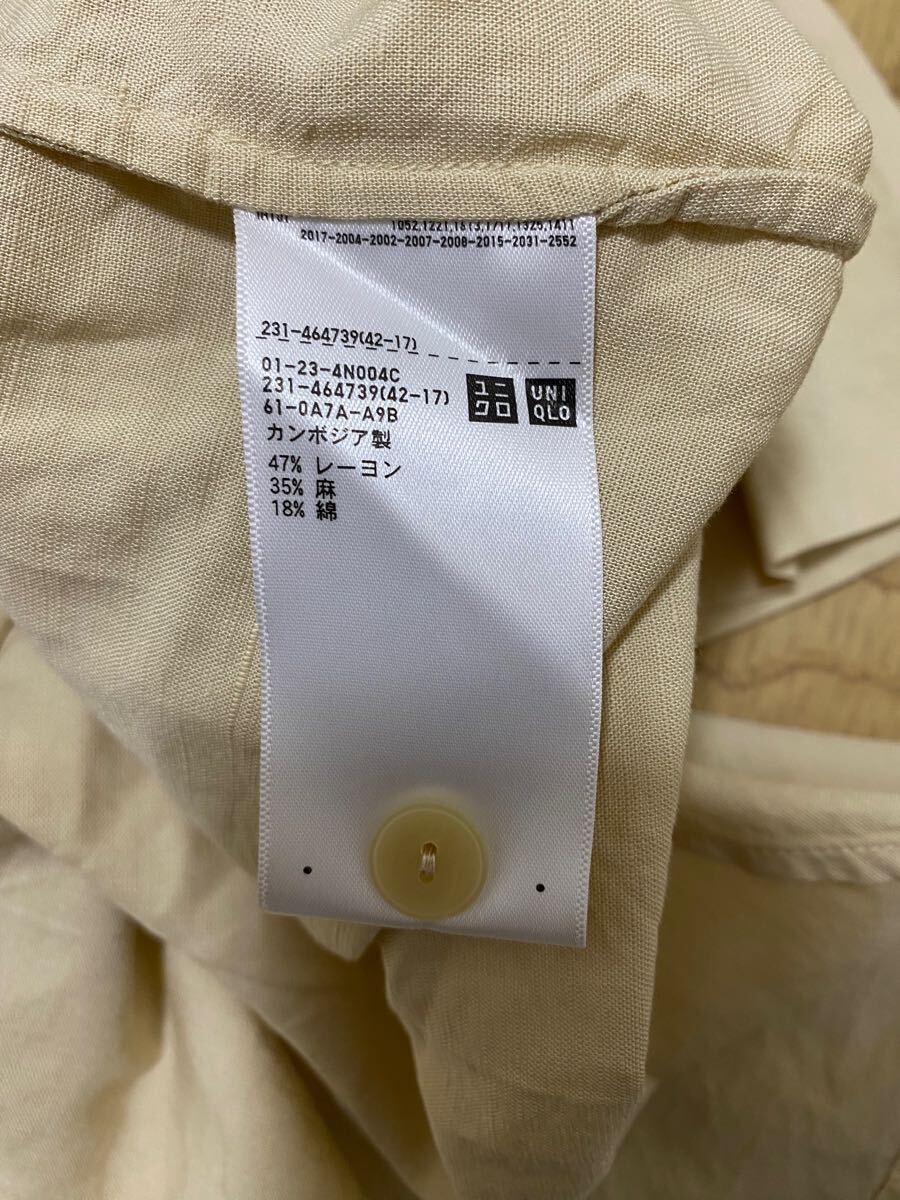 2017-2004-2002-2007-2008-2015-2031-2552
231-464739(42-17)
01-23-4N004C
231-464739(42-17)
61-0A7A-A9B
カンボジア製
47% レーヨン
35% 麻
18% 綿
ユニ
クロ
UNI
QLO